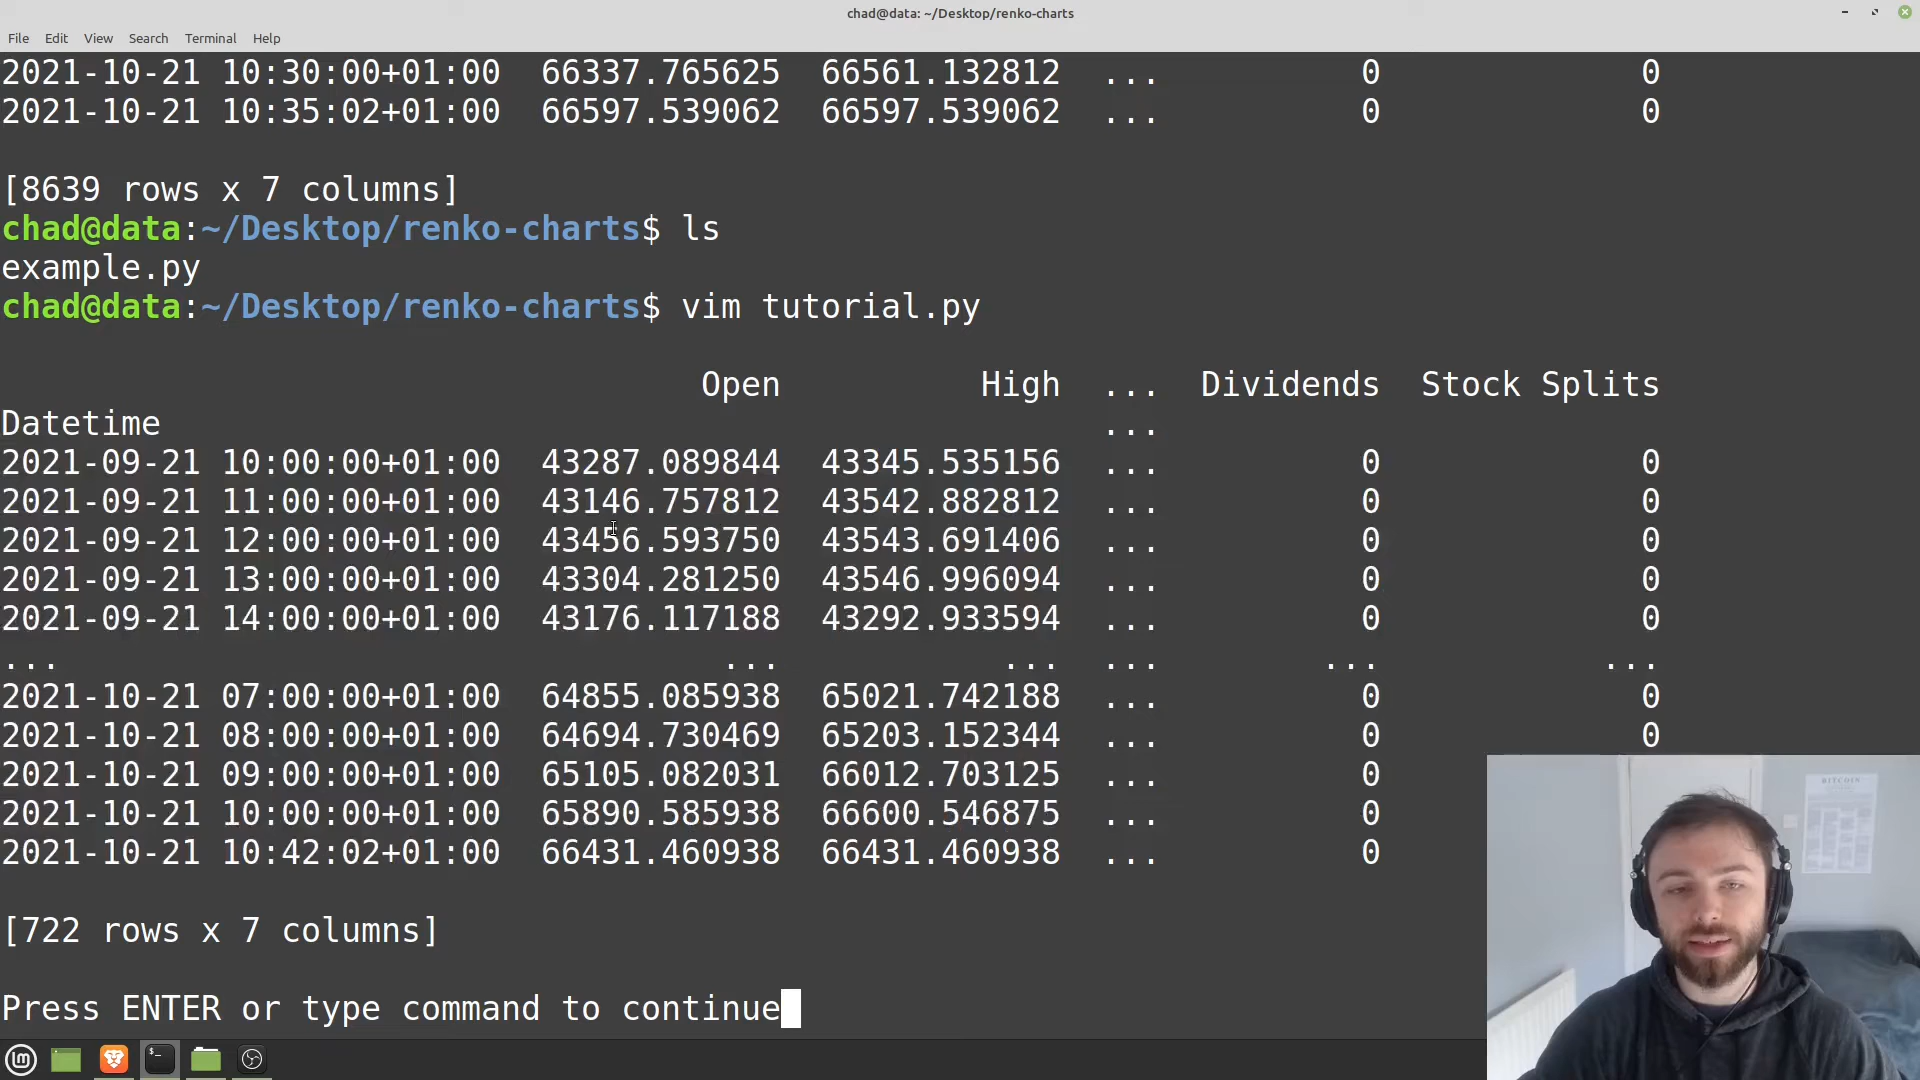 chad@data: ~/Desktop/renko-charts
File Edit View Search Terminal Help
2021-10-21 10:30:00+01:00 66337.765625 66561.132812 ... 0 0
2021-10-21 10:35:02+01:00 66597.539062 66597.539062 ... 0 0
[8639 rows x 7 columns]
chad@data:~/Desktop/renko-charts$ ls
example.py
chad@data:~/Desktop/renko-charts$ vim tutorial.py
Open High ... Dividends Stock Splits
Datetime ...
2021-09-21 10:00:00+01:00 43287.089844 43345.535156 ... 0 0
2021-09-21 11:00:00+01:00 43146.757812 43542.882812 ... 0 0
2021-09-21 12:00:00+01:00 43456.593750 43543.691406 ... 0 0
2021-09-21 13:00:00+01:00 43304.281250 43546.996094 ... 0 0
2021-09-21 14:00:00+01:00 43176.117188 43292.933594 ... 0 0
... ... ... ... ... ...
2021-10-21 07:00:00+01:00 64855.085938 65021.742188 ... 0 0
2021-10-21 08:00:00+01:00 64694.730469 65203.152344 ... 0 0
2021-10-21 09:00:00+01:00 65105.082031 66012.703125 ... 0
2021-10-21 10:00:00+01:00 65890.585938 66600.546875 ... 0
2021-10-21 10:42:02+01:00 66431.460938 66431.460938 ... 0
[722 rows x 7 columns]
Press ENTER or type command to continue
BITCOIN